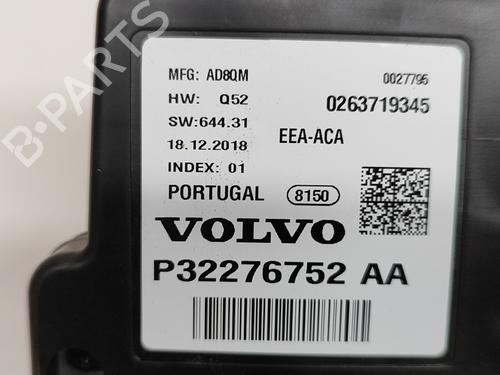 MFG: AD8QM 0027795
HW: Q52 0263719345
SW:644.31 EEA-ACA
18.12.2018
INDEX: 01
PORTUGAL 8150
VOLVO
P32276752 AA
B-PARTS